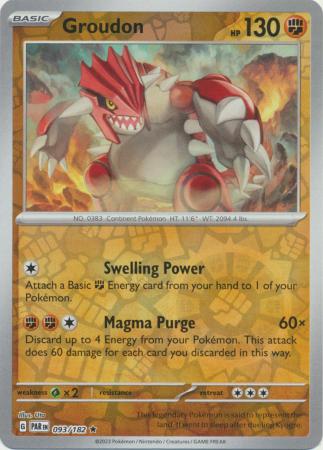 BASIC
Groudon
HP 130
NO. 0383 Continent Pokémon HT: 11'6" WT: 2094.4 lbs.
Swelling Power
Attach a Basic Energy card from your hand to 1 of your
Pokémon.
Magma Purge 60×
Discard up to 4 Energy from your Pokémon. This attack
does 60 damage for each card you discarded in this way.
weakness ×2 resistance retreat
Illus. Uta
G PAR EN 093/182 ★
This legendary Pokémon is said to represent
©2023 Pokémon / Nintendo / Creatures / GAME FREAK